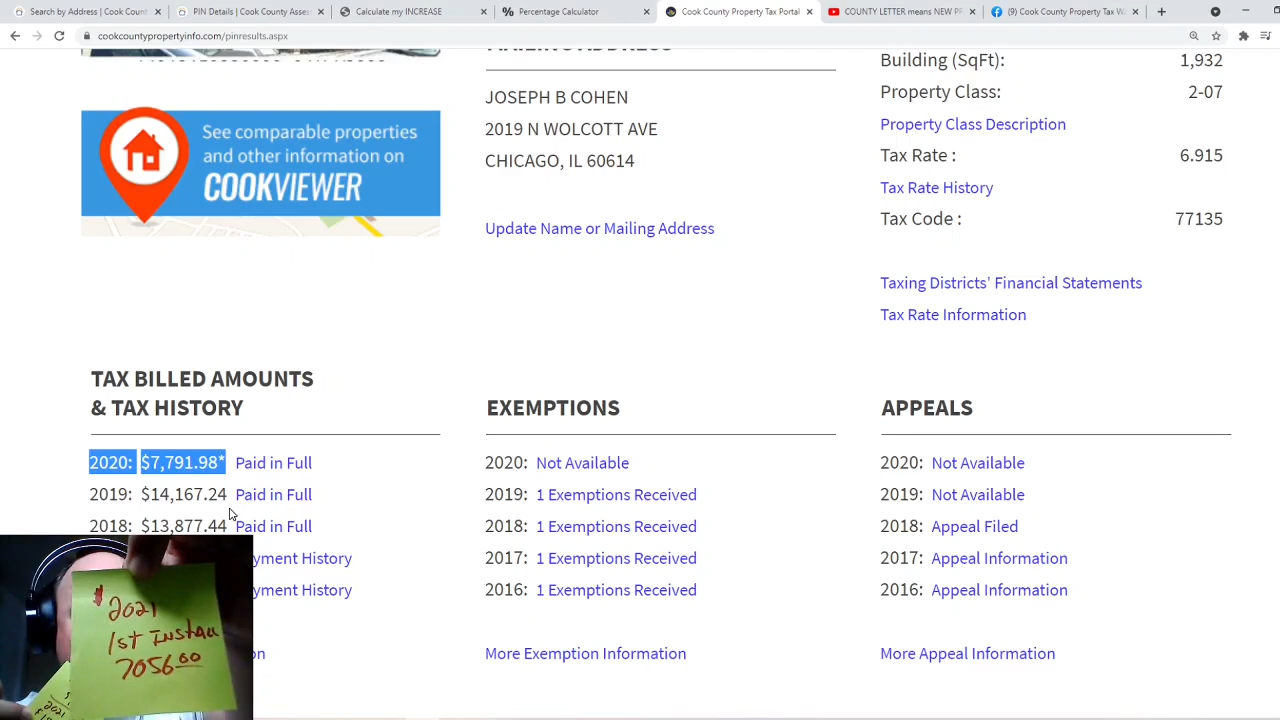 Search by Address | Cook Count
PIN Details | Cook County Asses
Calculate my INCREASE
Percentage Calculator
Cook County Property Tax Portal
COUNTY LETTER means NEW PR
(9) Cook County Property Tax W
cookcountypropertyinfo.com/pinresults.aspx
MAILING ADDRESS
JOSEPH B COHEN
2019 N WOLCOTT AVE
CHICAGO, IL 60614
Update Name or Mailing Address
Building (SqFt): 1,932
Property Class: 2-07
Property Class Description
Tax Rate : 6.915
Tax Rate History
Tax Code : 77135
Taxing Districts' Financial Statements
Tax Rate Information
See comparable properties
and other information on
COOKVIEWER
TAX BILLED AMOUNTS
& TAX HISTORY
2020: $7,791.98* Paid in Full
2019: $14,167.24 Paid in Full
2018: $13,877.44 Paid in Full
yment History
yment History
on
EXEMPTIONS
2020: Not Available
2019: 1 Exemptions Received
2018: 1 Exemptions Received
2017: 1 Exemptions Received
2016: 1 Exemptions Received
More Exemption Information
APPEALS
2020: Not Available
2019: Not Available
2018: Appeal Filed
2017: Appeal Information
2016: Appeal Information
More Appeal Information
$ 2021
1st Install
7056.00
2021